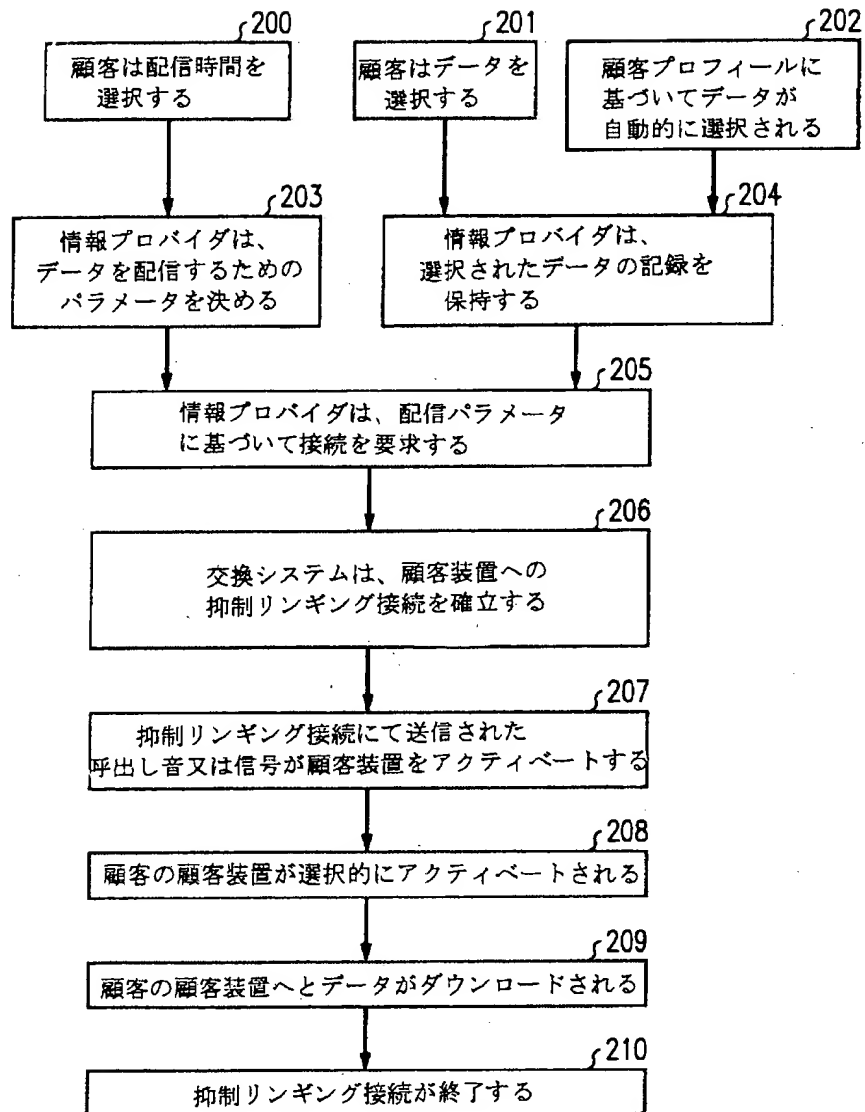 200
顧客は配信時間を
選択する
201
顧客はデータを
選択する
202
顧客プロフィールに
基づいてデータが
自動的に選択される
203
情報プロバイダは、
データを配信するための
パラメータを決める
204
情報プロバイダは、
選択されたデータの記録を
保持する
205
情報プロバイダは、配信パラメータ
に基づいて接続を要求する
206
交換システムは、顧客装置への
抑制リンギング接続を確立する
207
抑制リンギング接続にて送信された
呼出し音又は信号が顧客装置をアクティベートする
208
顧客の顧客装置が選択的にアクティベートされる
209
顧客の顧客装置へとデータがダウンロードされる
210
抑制リンギング接続が終了する